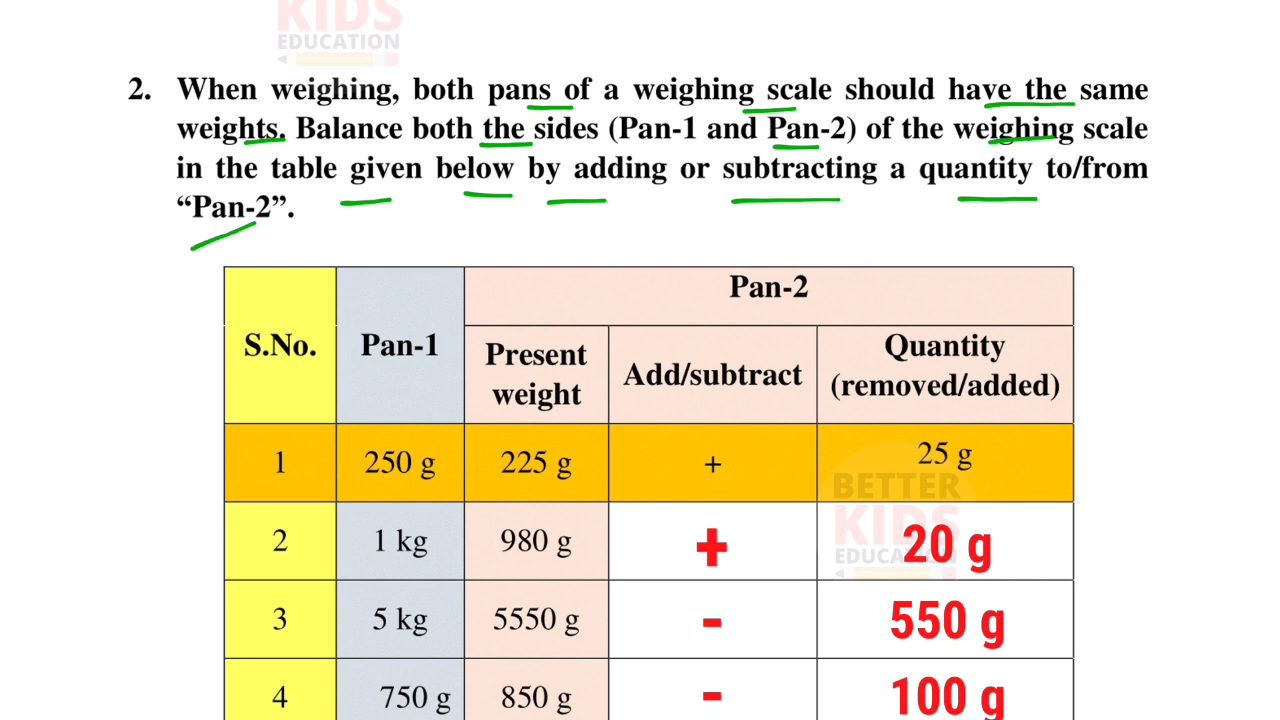 KIDS
EDUCATION
2. When weighing, both pans of a weighing scale should have the same
weights. Balance both the sides (Pan-1 and Pan-2) of the weighing scale
in the table given below by adding or subtracting a quantity to/from
“Pan-2”.
S.No. Pan-1 Pan-2
Present weight Add/subtract Quantity (removed/added)
1 250 g 225 g + 25 g
BETTER
KIDS
EDUCATION
2 1 kg 980 g + 20 g
3 5 kg 5550 g - 550 g
4 750 g 850 g - 100 g